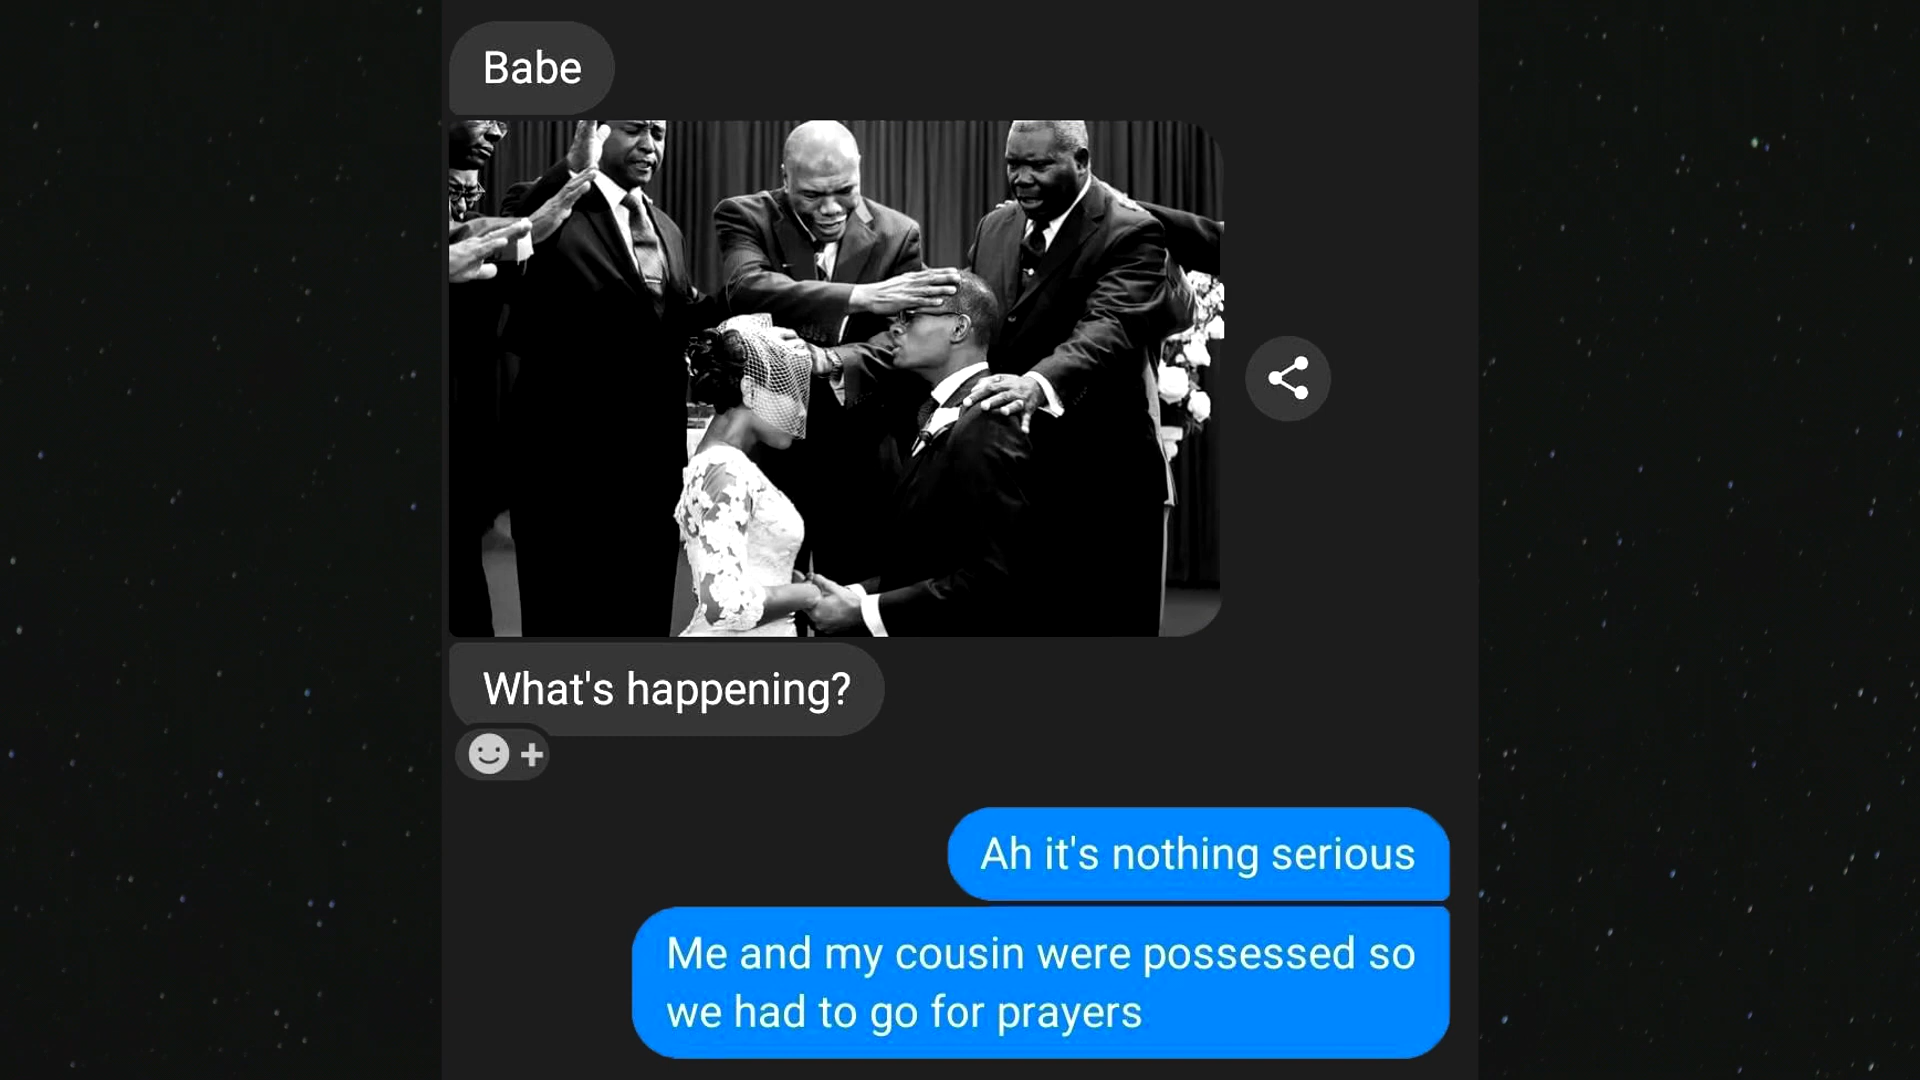 Babe
What's happening?
Ah it's nothing serious
Me and my cousin were possessed so
we had to go for prayers